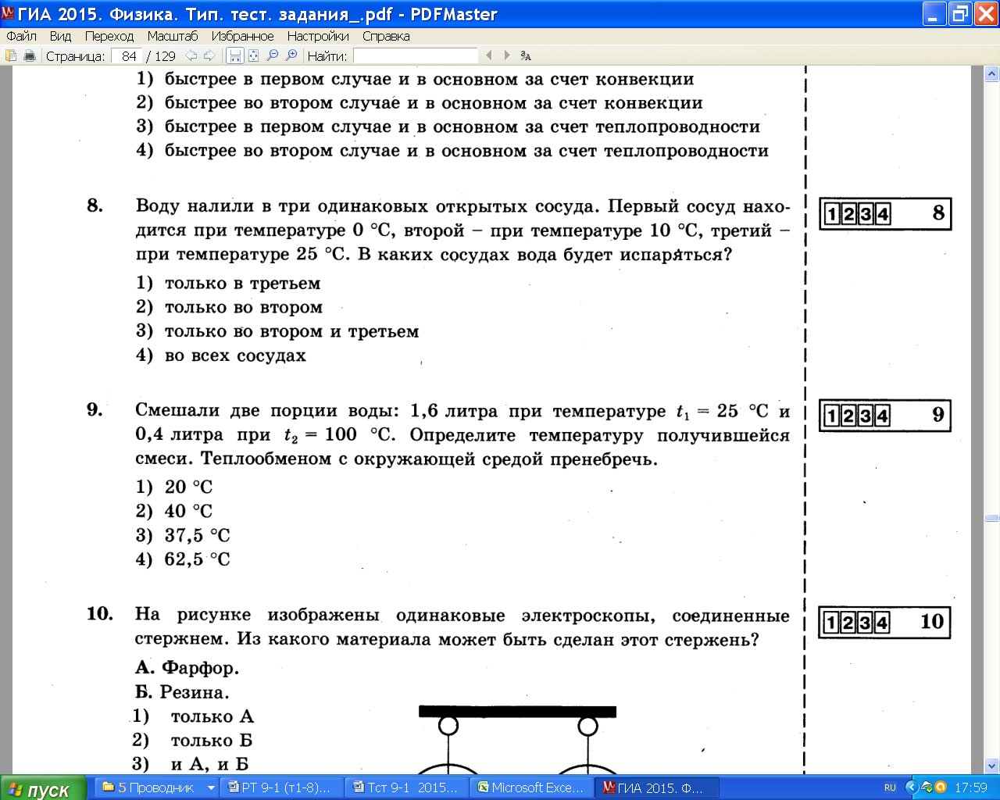 ГИА 2015. Физика. Тип. тест. задания_.pdf - PDFMaster
Файл Вид Переход Масштаб Избранное Настройки Справка
Страница: 84 / 129 Найти:
1) быстрее в первом случае и в основном за счет конвекции
2) быстрее во втором случае и в основном за счет конвекции
3) быстрее в первом случае и в основном за счет теплопроводности
4) быстрее во втором случае и в основном за счет теплопроводности
8. Воду налили в три одинаковых открытых сосуда. Первый сосуд нахо-
дится при температуре 0 °C, второй – при температуре 10 °C, третий –
при температуре 25 °C. В каких сосудах вода будет испаряться?
1) только в третьем
2) только во втором
3) только во втором и третьем
4) во всех сосудах
1 2 3 4 8
9. Смешали две порции воды: 1,6 литра при температуре t₁ = 25 °C и
0,4 литра при t₂ = 100 °C. Определите температуру получившейся
смеси. Теплообменом с окружающей средой пренебречь.
1) 20 °C
2) 40 °C
3) 37,5 °C
4) 62,5 °C
1 2 3 4 9
10. На рисунке изображены одинаковые электроскопы, соединенные
стержнем. Из какого материала может быть сделан этот стержень?
А. Фарфор.
Б. Резина.
1) только А
2) только Б
3) и А, и Б
1 2 3 4 10
пуск 5 Проводник РТ 9-1 (т1-8)... Тст 9-1 2015... Microsoft Exce... ГИА 2015. Ф... RU 17:59